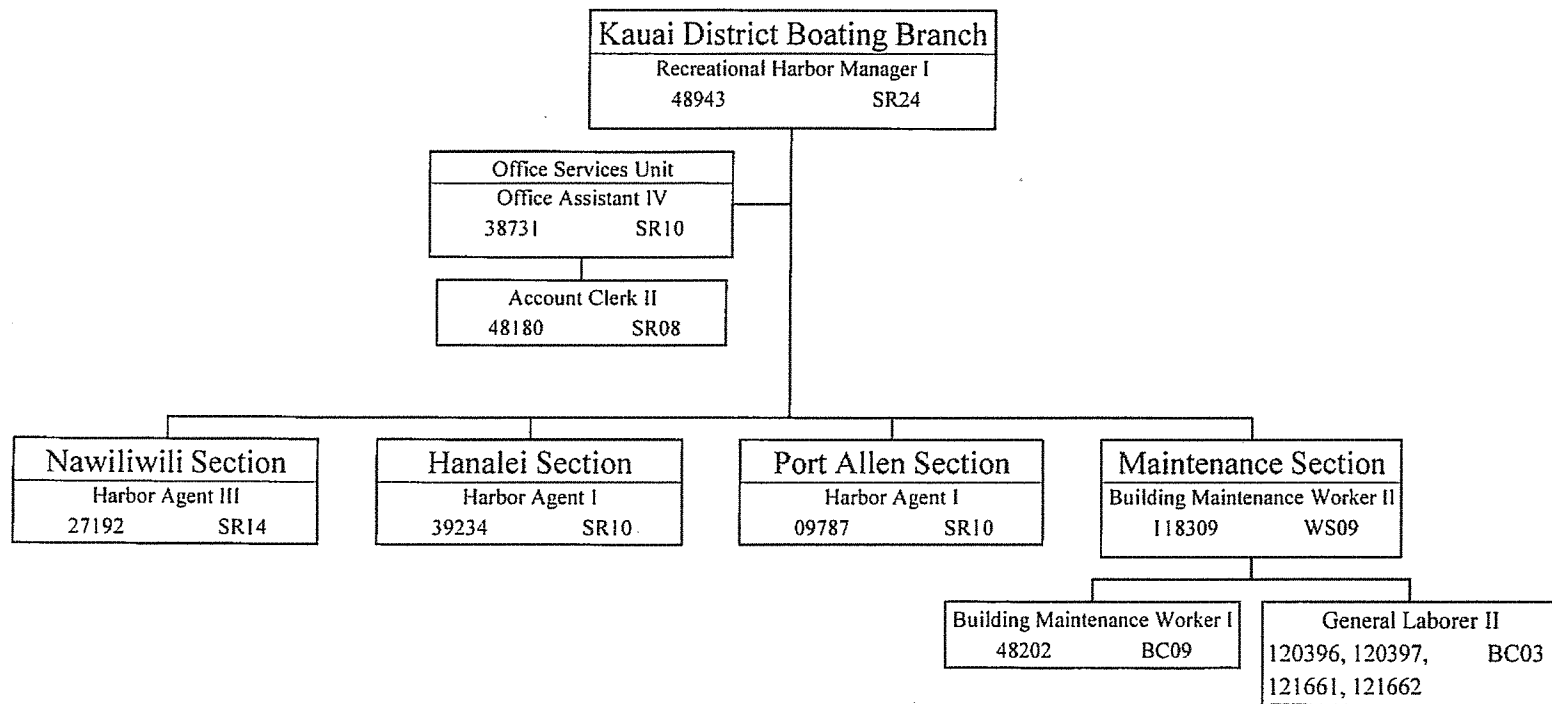 Kauai District Boating Branch
Recreational Harbor Manager I
48943 SR24
Office Services Unit
Office Assistant IV
38731 SR10
Account Clerk II
48180 SR08
Nawiliwili Section
Harbor Agent III
27192 SR14
Hanalei Section
Harbor Agent I
39234 SR10
Port Allen Section
Harbor Agent I
09787 SR10
Maintenance Section
Building Maintenance Worker II
118309 WS09
Building Maintenance Worker I
48202 BC09
General Laborer II
120396, 120397, BC03
121661, 121662